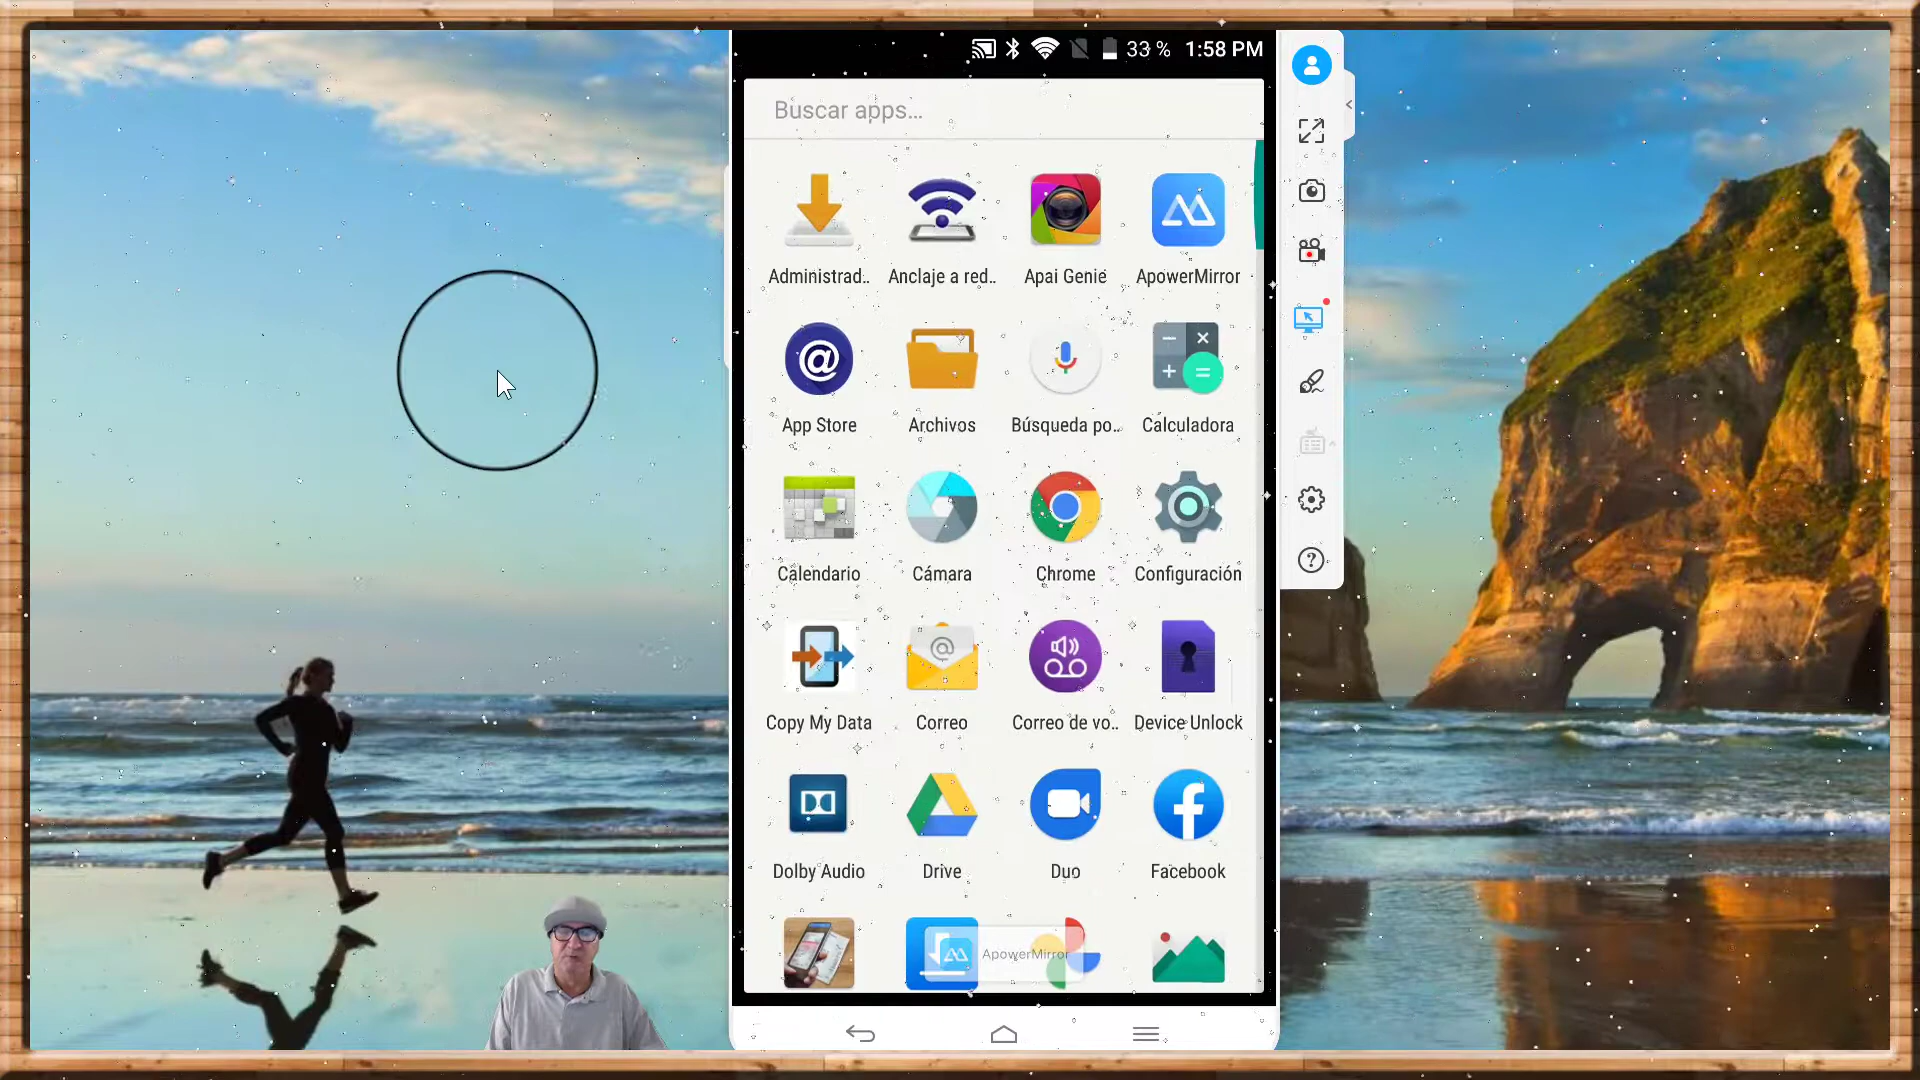 33 % 1:58 PM
Buscar apps...
Administrad.. Anclaje a red.. Apai Genie ApowerMirror
App Store Archivos Búsqueda po.. Calculadora
Calendario Cámara Chrome Configuración
Copy My Data Correo Correo de vo.. Device Unlock
Dolby Audio Drive Duo Facebook
ApowerMirror